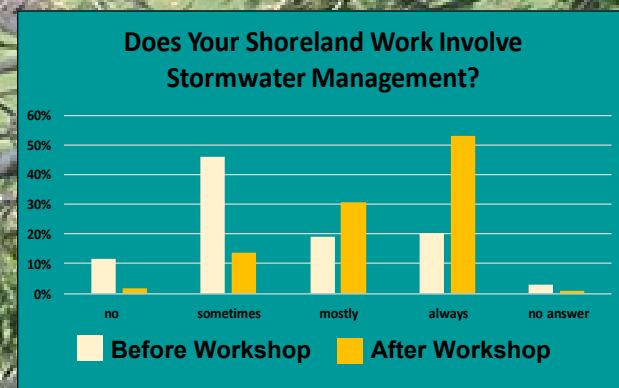 Does Your Shoreland Work Involve
Stormwater Management?
60%
50%
40%
30%
20%
10%
0%
no sometimes mostly always no answer
Before Workshop After Workshop